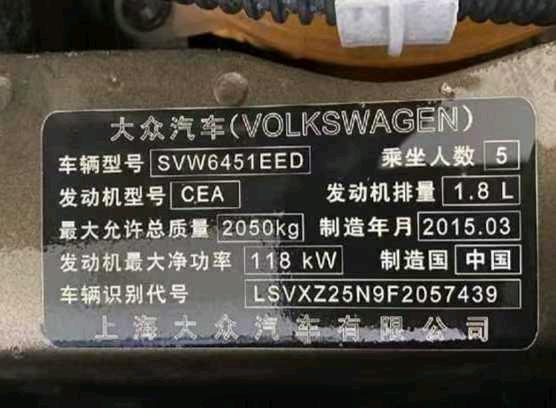 大众汽车(VOLKSWAGEN)
车辆型号 SVW6451EED 乘坐人数 5
发动机型号 CEA 发动机排量 1.8 L
最大允许总质量 2050kg 制造年月 2015.03
发动机最大净功率 118 kW 制造国 中国
车辆识别代号 LSVXZ25N9F2057439
上海大众汽车有限公司